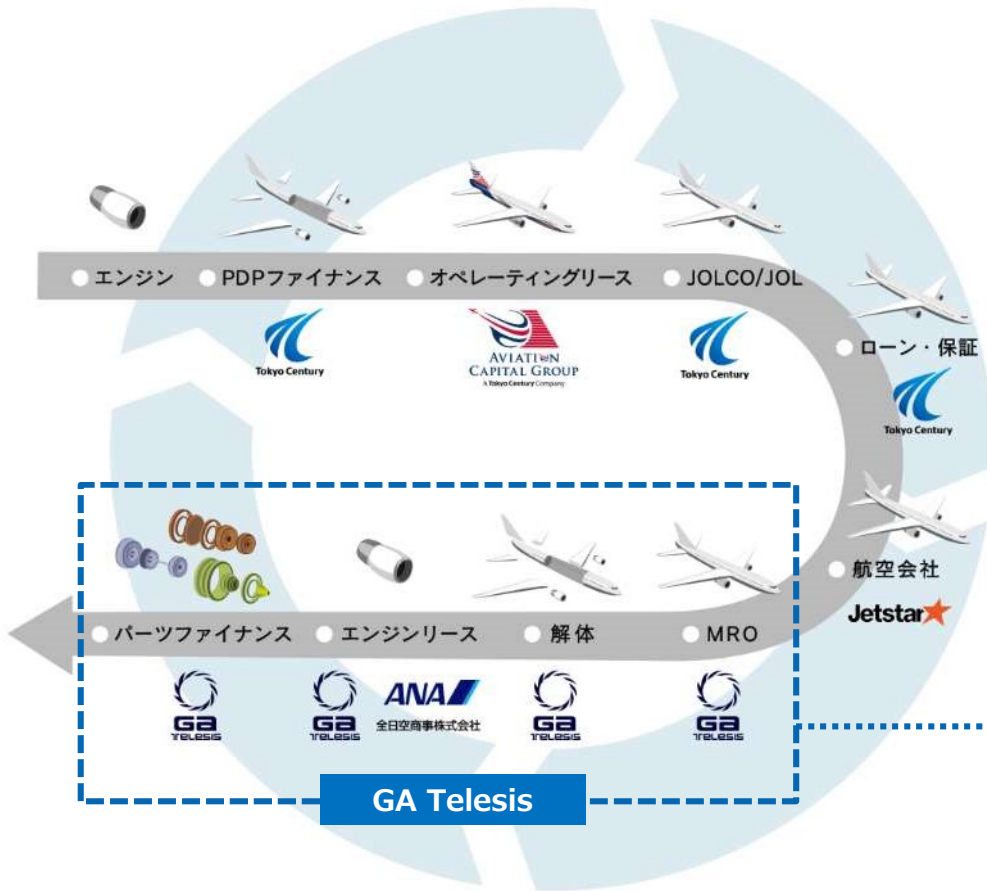 エンジン
PDPファイナンス
オペレーティングリース
JOLCO/JOL
ローン・保証
Tokyo Century
AVIATION
CAPITAL GROUP
A Tokyo Century Company
Tokyo Century
Tokyo Century
航空会社
Jetstar
パーツファイナンス
エンジンリース
解体
MRO
GA
TELESIS
GA
TELESIS
ANA
全日空商事株式会社
GA
TELESIS
GA
TELESIS
GA Telesis